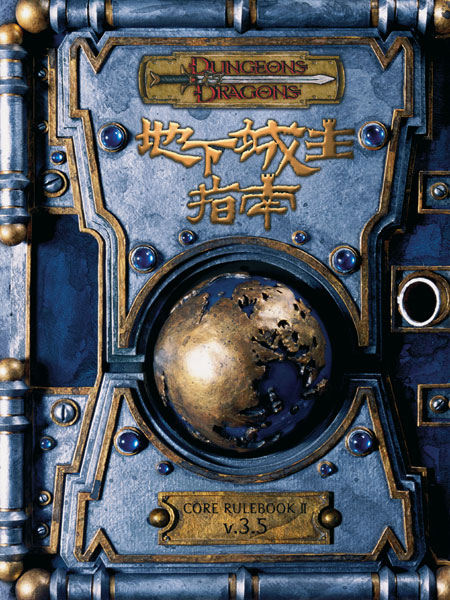 DUNGEONS
DRAGONS
地下城主
指南
CORE RULEBOOK II
v.3.5